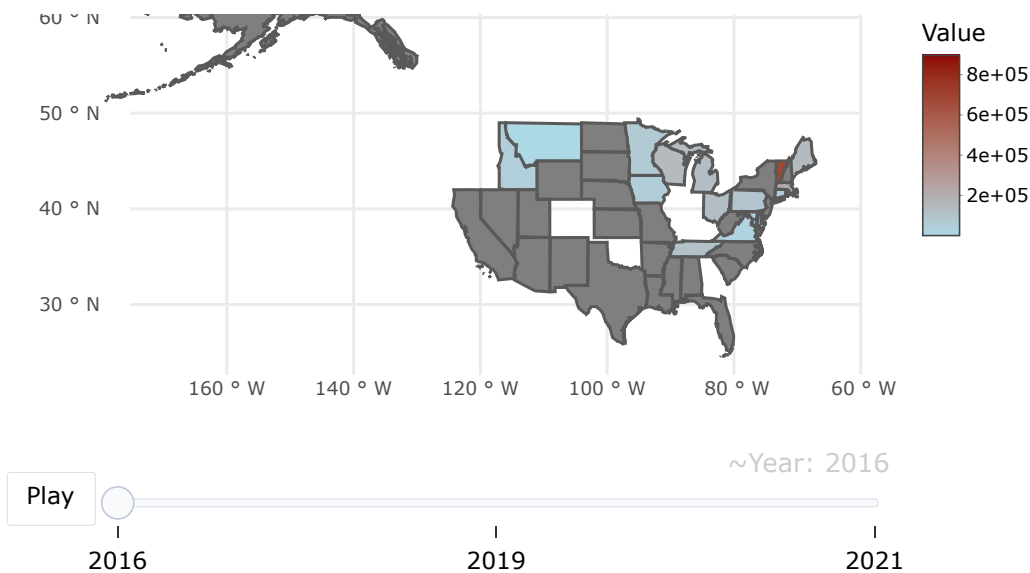 60 ° N
Value
8e+05
6e+05
50 ° N
4e+05
2e+05
40 ° N
30 ° N
160 ° W 140 ° W 120 ° W 100 ° W 80 ° W 60 ° W
~Year: 2016
Play
2016 2019 2021